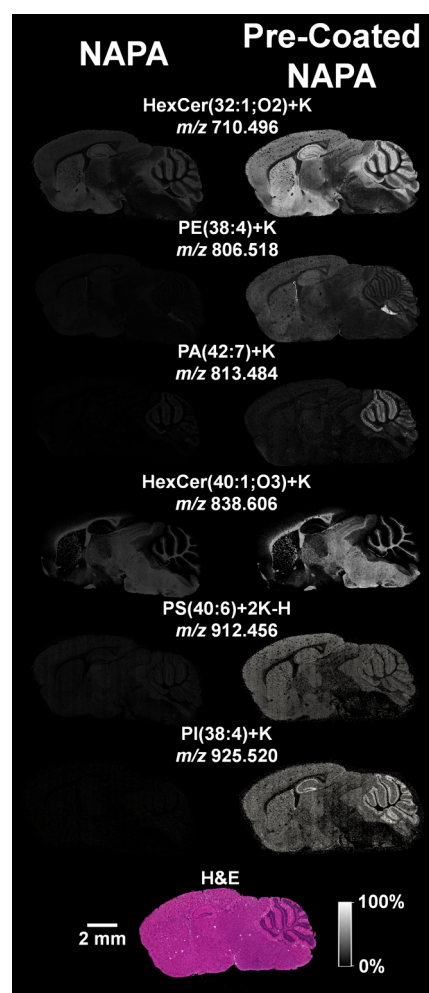 NAPA
Pre-Coated
NAPA
HexCer(32:1;O2)+K
m/z 710.496
PE(38:4)+K
m/z 806.518
PA(42:7)+K
m/z 813.484
HexCer(40:1;O3)+K
m/z 838.606
PS(40:6)+2K-H
m/z 912.456
PI(38:4)+K
m/z 925.520
H&E
2 mm
100%
0%